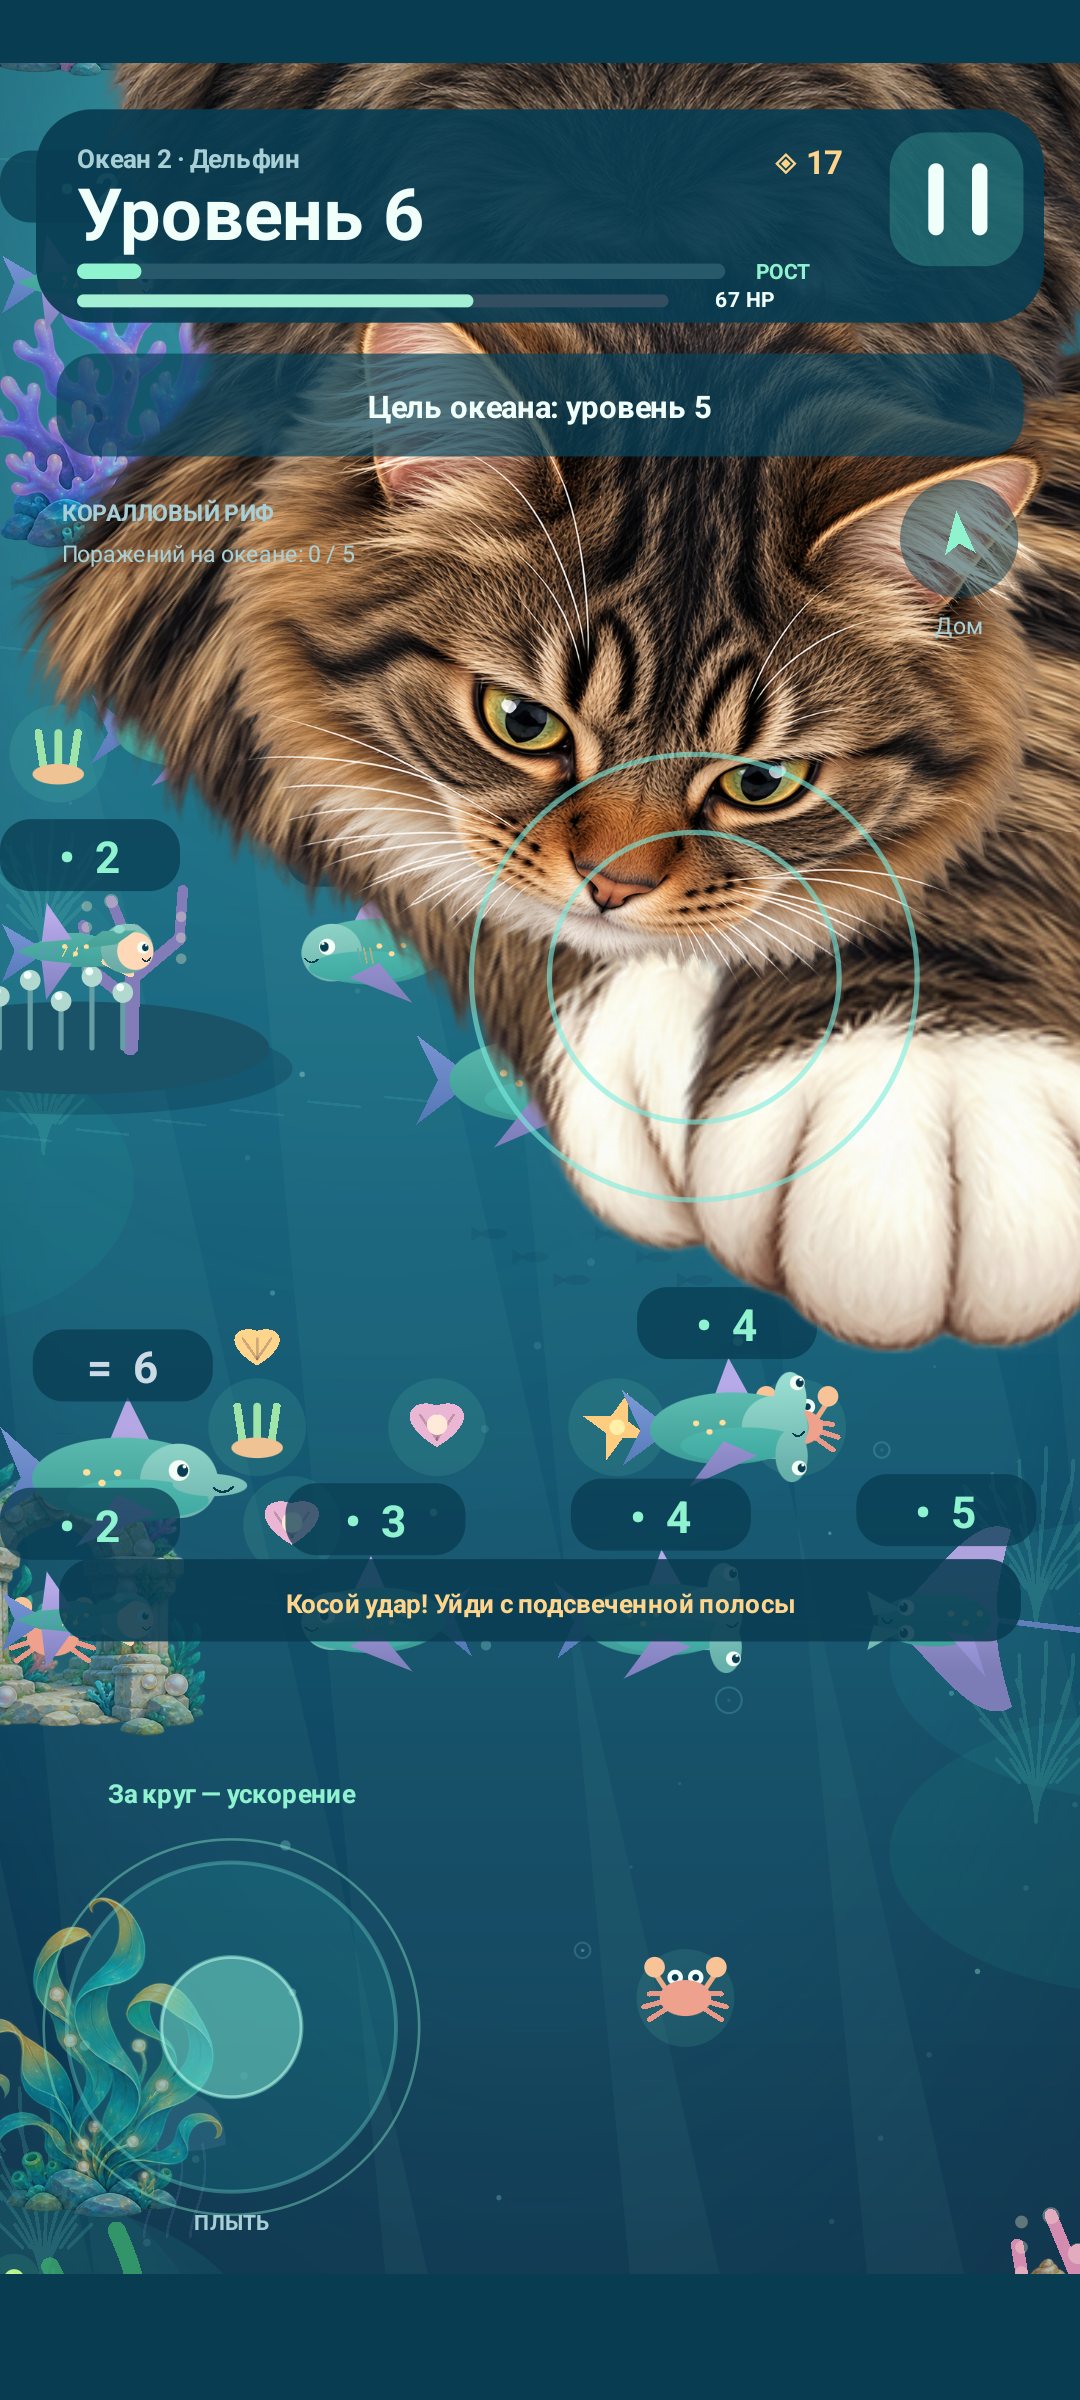 Океан 2 · Дельфин
17
Уровень 6
РОСТ
67 HP
Цель океана: уровень 5
КОРАЛЛОВЫЙ РИФ
Поражений на океане: 0 / 5
Дом
• 2
• 4
= 6
• 2
• 3
• 4
• 5
Косой удар! Уйди с подсвеченной полосы
За круг — ускорение
ПЛЫТЬ